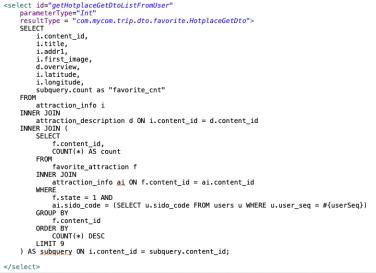 <select id="getHotplaceGetDtoListFromUser"
parameterType="Int"
resultType = "com.mycom.trip.dto.favorite.HotplaceGetDto">
SELECT
i.content_id,
i.title,
i.addr1,
i.first_image,
d.overview,
i.latitude,
i.longitude,
subquery.count as "favorite_cnt"
FROM
attraction_info i
INNER JOIN
attraction_description d ON i.content_id = d.content_id
INNER JOIN (
SELECT
f.content_id,
COUNT(*) AS count
FROM
favorite_attraction f
INNER JOIN
attraction_info ai ON f.content_id = ai.content_id
WHERE
f.state = 1 AND
ai.sido_code = (SELECT u.sido_code FROM users u WHERE u.user_seq = #{userSeq})
GROUP BY
f.content_id
ORDER BY
COUNT(*) DESC
LIMIT 9
) AS subquery ON i.content_id = subquery.content_id;
</select>